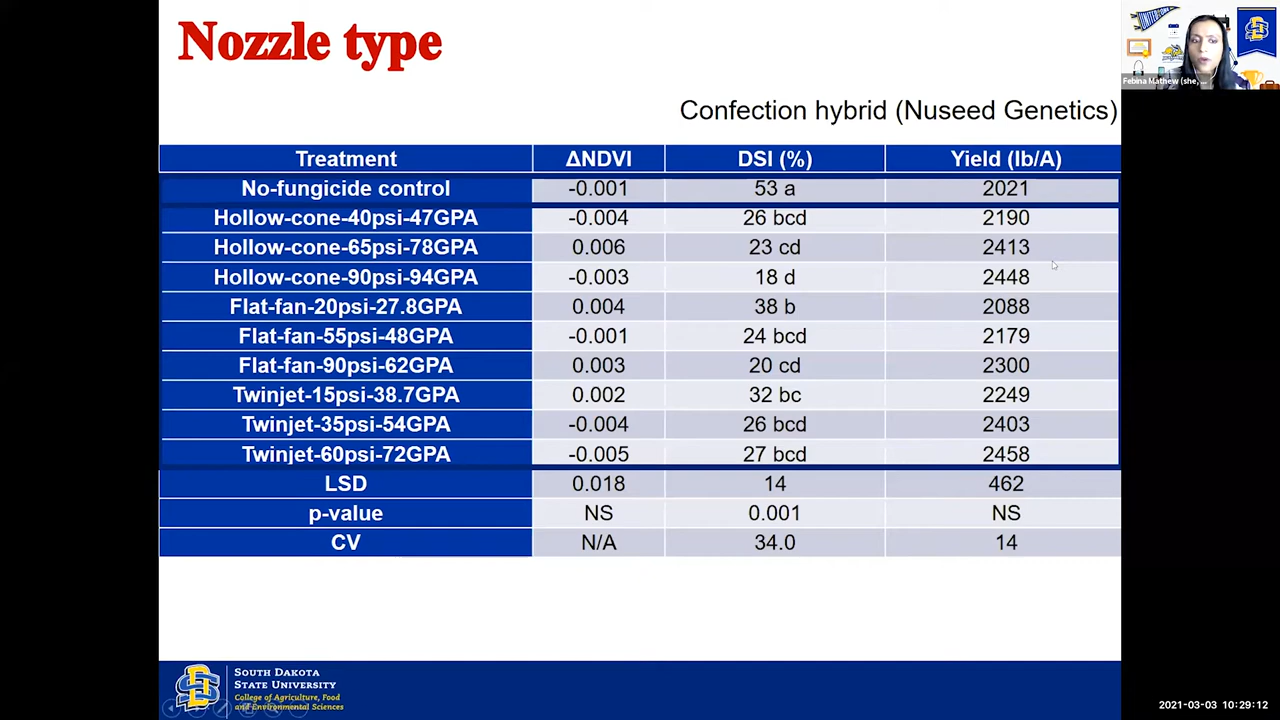 Nozzle type
Confection hybrid (Nuseed Genetics)
Treatment ΔNDVI DSI (%) Yield (lb/A)
No-fungicide control -0.001 53 a 2021
Hollow-cone-40psi-47GPA -0.004 26 bcd 2190
Hollow-cone-65psi-78GPA 0.006 23 cd 2413
Hollow-cone-90psi-94GPA -0.003 18 d 2448
Flat-fan-20psi-27.8GPA 0.004 38 b 2088
Flat-fan-55psi-48GPA -0.001 24 bcd 2179
Flat-fan-90psi-62GPA 0.003 20 cd 2300
Twinjet-15psi-38.7GPA 0.002 32 bc 2249
Twinjet-35psi-54GPA -0.004 26 bcd 2403
Twinjet-60psi-72GPA -0.005 27 bcd 2458
LSD 0.018 14 462
p-value NS 0.001 NS
CV N/A 34.0 14
SOUTH DAKOTA
STATE UNIVERSITY
College of Agriculture, Food
and Environmental Sciences
Febina Mathew (she, ...
2021-03-03 10:29:12